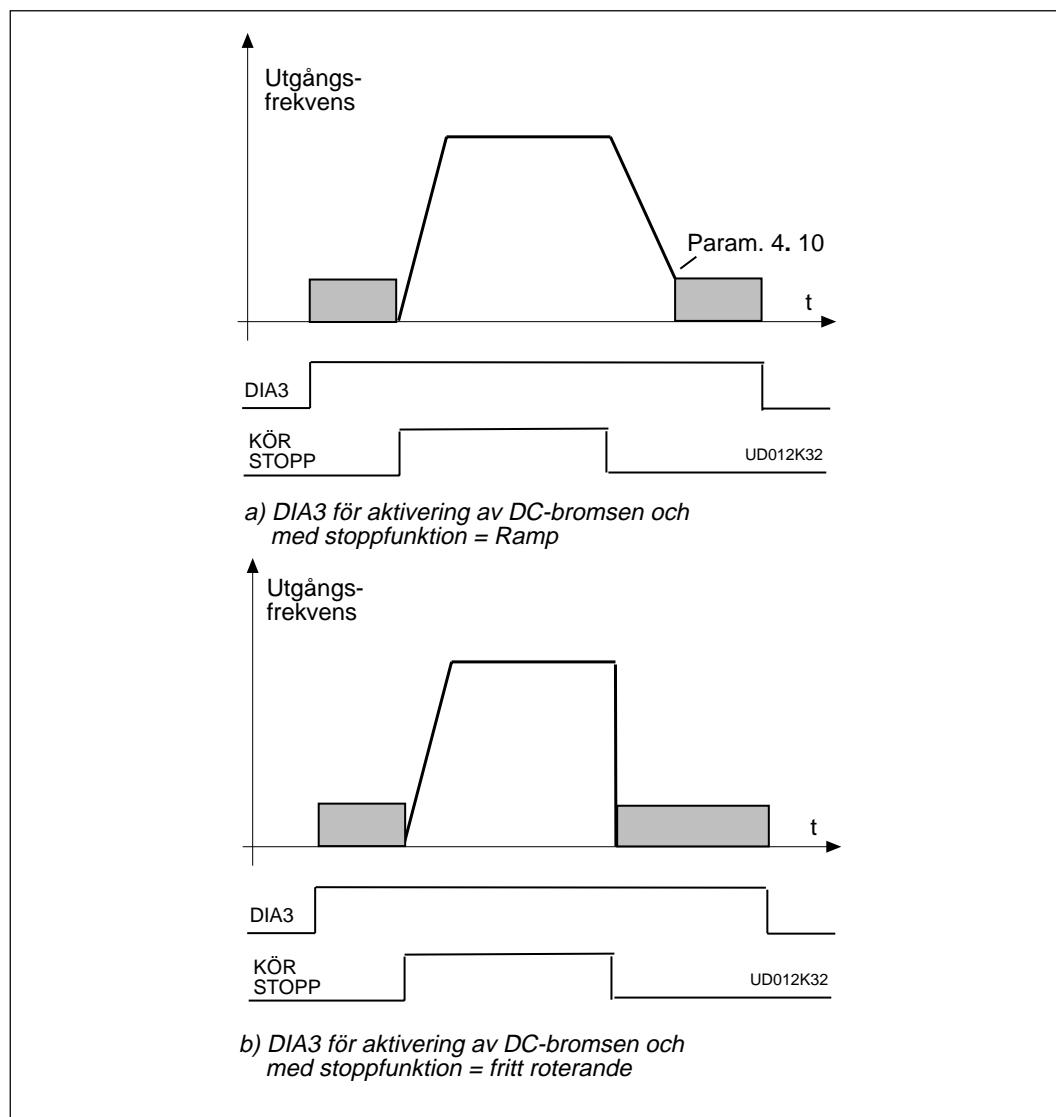 Utgångs-
frekvens
Param. 4. 10
t
DIA3
KÖR
STOPP
UD012K32
a) DIA3 för aktivering av DC-bromsen och
med stoppfunktion = Ramp
Utgångs-
frekvens
t
DIA3
KÖR
STOPP
UD012K32
b) DIA3 för aktivering av DC-bromsen och
med stoppfunktion = fritt roterande